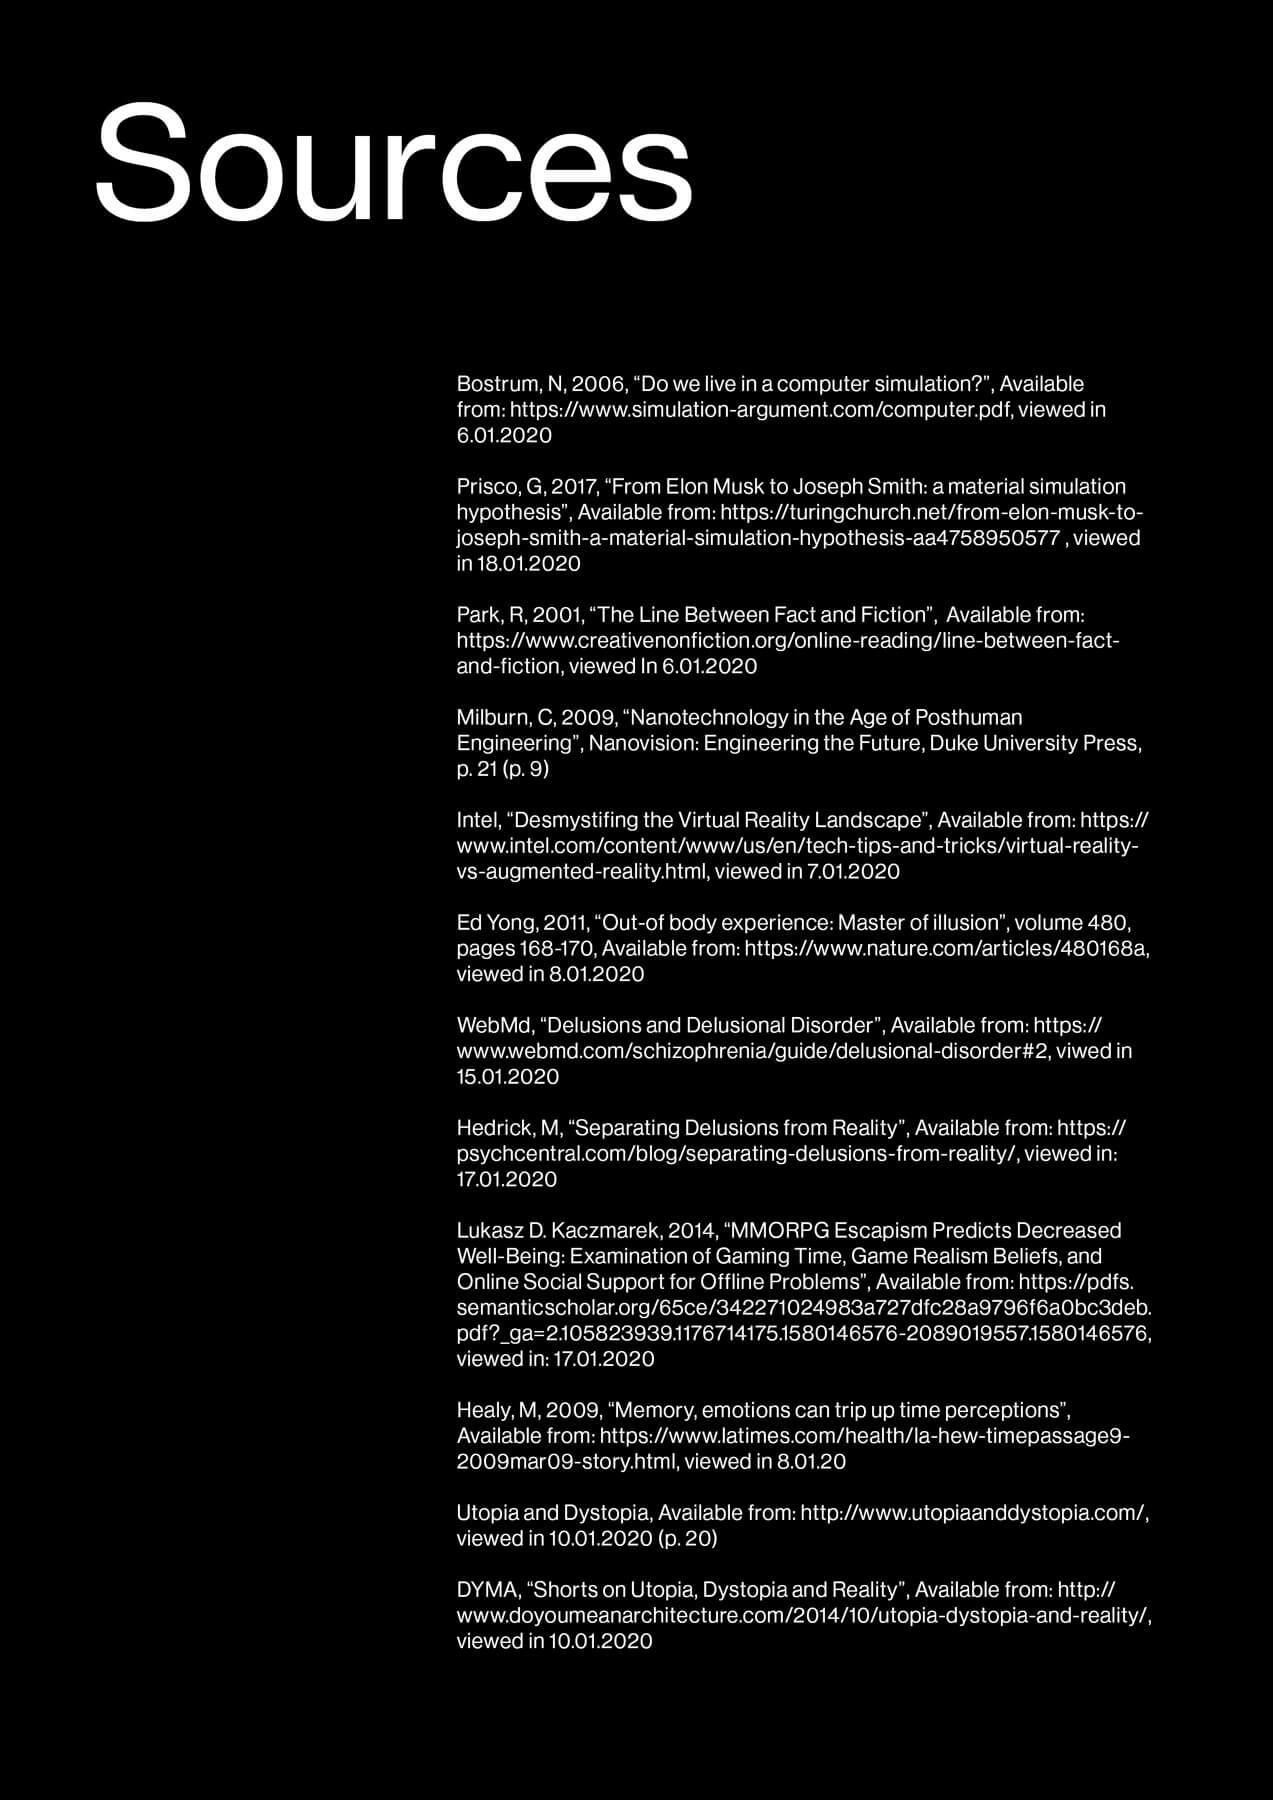 Sources
Bostrum, N, 2006, “Do we live in a computer simulation?”, Available
from: https://www.simulation-argument.com/computer.pdf, viewed in
6.01.2020
Prisco, G, 2017, “From Elon Musk to Joseph Smith: a material simulation
hypothesis”, Available from: https://turingchurch.net/from-elon-musk-to-
joseph-smith-a-material-simulation-hypothesis-aa4758950577 , viewed
in 18.01.2020
Park, R, 2001, “The Line Between Fact and Fiction”,  Available from:
https://www.creativenonfiction.org/online-reading/line-between-fact-
and-fiction, viewed In 6.01.2020
Milburn, C, 2009, “Nanotechnology in the Age of Posthuman
Engineering”, Nanovision: Engineering the Future, Duke University Press,
p. 21 (p. 9)
Intel, “Desmystifing the Virtual Reality Landscape”, Available from: https://
www.intel.com/content/www/us/en/tech-tips-and-tricks/virtual-reality-
vs-augmented-reality.html, viewed in 7.01.2020
Ed Yong, 2011, “Out-of body experience: Master of illusion”, volume 480,
pages 168-170, Available from: https://www.nature.com/articles/480168a,
viewed in 8.01.2020
WebMd, “Delusions and Delusional Disorder”, Available from: https://
www.webmd.com/schizophrenia/guide/delusional-disorder#2, viwed in
15.01.2020
Hedrick, M, “Separating Delusions from Reality”, Available from: https://
psychcentral.com/blog/separating-delusions-from-reality/, viewed in:
17.01.2020
Lukasz D. Kaczmarek, 2014, “MMORPG Escapism Predicts Decreased
Well-Being: Examination of Gaming Time, Game Realism Beliefs, and
Online Social Support for Offline Problems”, Available from: https://pdfs.
semanticscholar.org/65ce/342271024983a727dfc28a9796f6a0bc3deb.
pdf?_ga=2.105823939.1176714175.1580146576-2089019557.1580146576,
viewed in: 17.01.2020
Healy, M, 2009, “Memory, emotions can trip up time perceptions”,
Available from: https://www.latimes.com/health/la-hew-timepassage9-
2009mar09-story.html, viewed in 8.01.20
Utopia and Dystopia, Available from: http://www.utopiaanddystopia.com/,
viewed in 10.01.2020 (p. 20)
DYMA, “Shorts on Utopia, Dystopia and Reality”, Available from: http://
www.doyoumeanarchitecture.com/2014/10/utopia-dystopia-and-reality/,
viewed in 10.01.2020